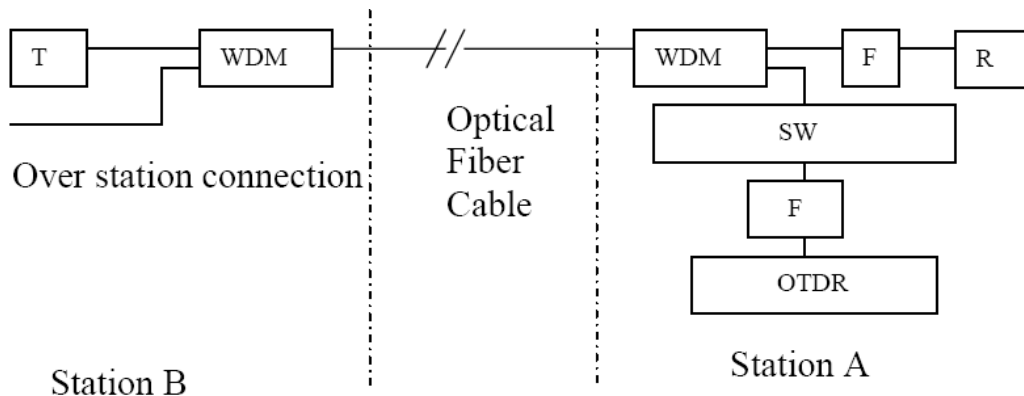 T
WDM
WDM
F
R
SW
F
OTDR
Optical
Fiber
Cable
Over station connection
Station B
Station A